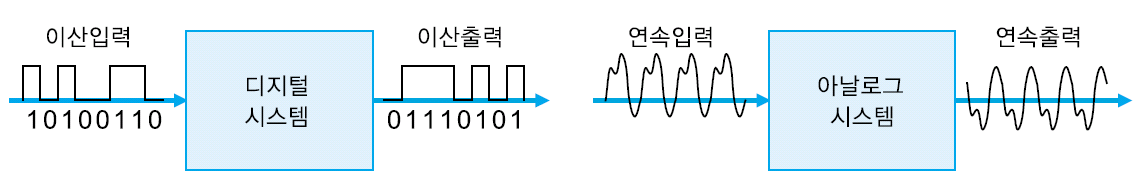 이산입력
10100110
디지털
시스템
이산출력
01110101
연속입력
아날로그
시스템
연속출력